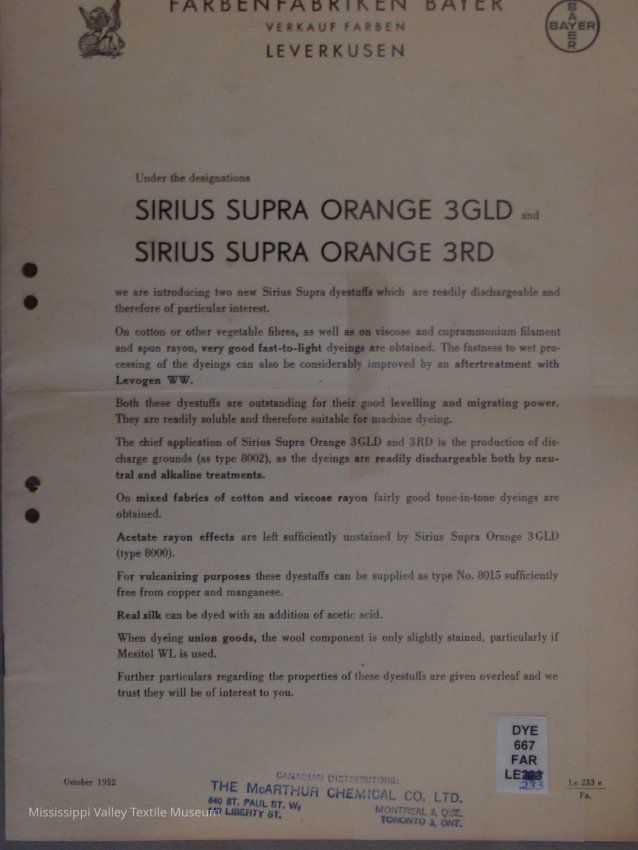 FARBENFABRIKEN BAYER
VERKAUF FARBEN
LEVERKUSEN
BAYER
BAYER
Under the designations
SIRIUS SUPRA ORANGE 3GLD and
SIRIUS SUPRA ORANGE 3RD
we are introducing two new Sirius Supra dyestuffs which are readily dischargeable and
therefore of particular interest.
On cotton or other vegetable fibres, as well as on viscose and cuprammonium filament
and spun rayon, very good fast-to-light dyeings are obtained. The fastness to wet pro-
cessing of the dyeings can also be considerably improved by an aftertreatment with
Levogen WW.
Both these dyestuffs are outstanding for their good levelling and migrating power.
They are readily soluble and therefore suitable for machine dyeing.
The chief application of Sirius Supra Orange 3GLD and 3RD is the production of dis-
charge grounds (as type 8002), as the dyeings are readily dischargeable both by neu-
tral and alkaline treatments.
On mixed fabrics of cotton and viscose rayon fairly good tone-in-tone dyeings are
obtained.
Acetate rayon effects are left sufficiently unstained by Sirius Supra Orange 3GLD
(type 8000).
For vulcanizing purposes these dyestuffs can be supplied as type No. 8015 sufficiently
free from copper and manganese.
Real silk can be dyed with an addition of acetic acid.
When dyeing union goods, the wool component is only slightly stained, particularly if
Mesitol WL is used.
Further particulars regarding the properties of these dyestuffs are given overleaf and we
trust they will be of interest to you.
DYE
667
FAR
LE
233
October 1952
Le 233 e
Fa.
CANADIAN DISTRIBUTORS:
THE McARTHUR CHEMICAL CO. LTD.
640 ST. PAUL ST. W, MONTREAL 3, QUE.
LIBERTY ST. TORONTO 3, ONT.
Mississippi Valley Textile Museum